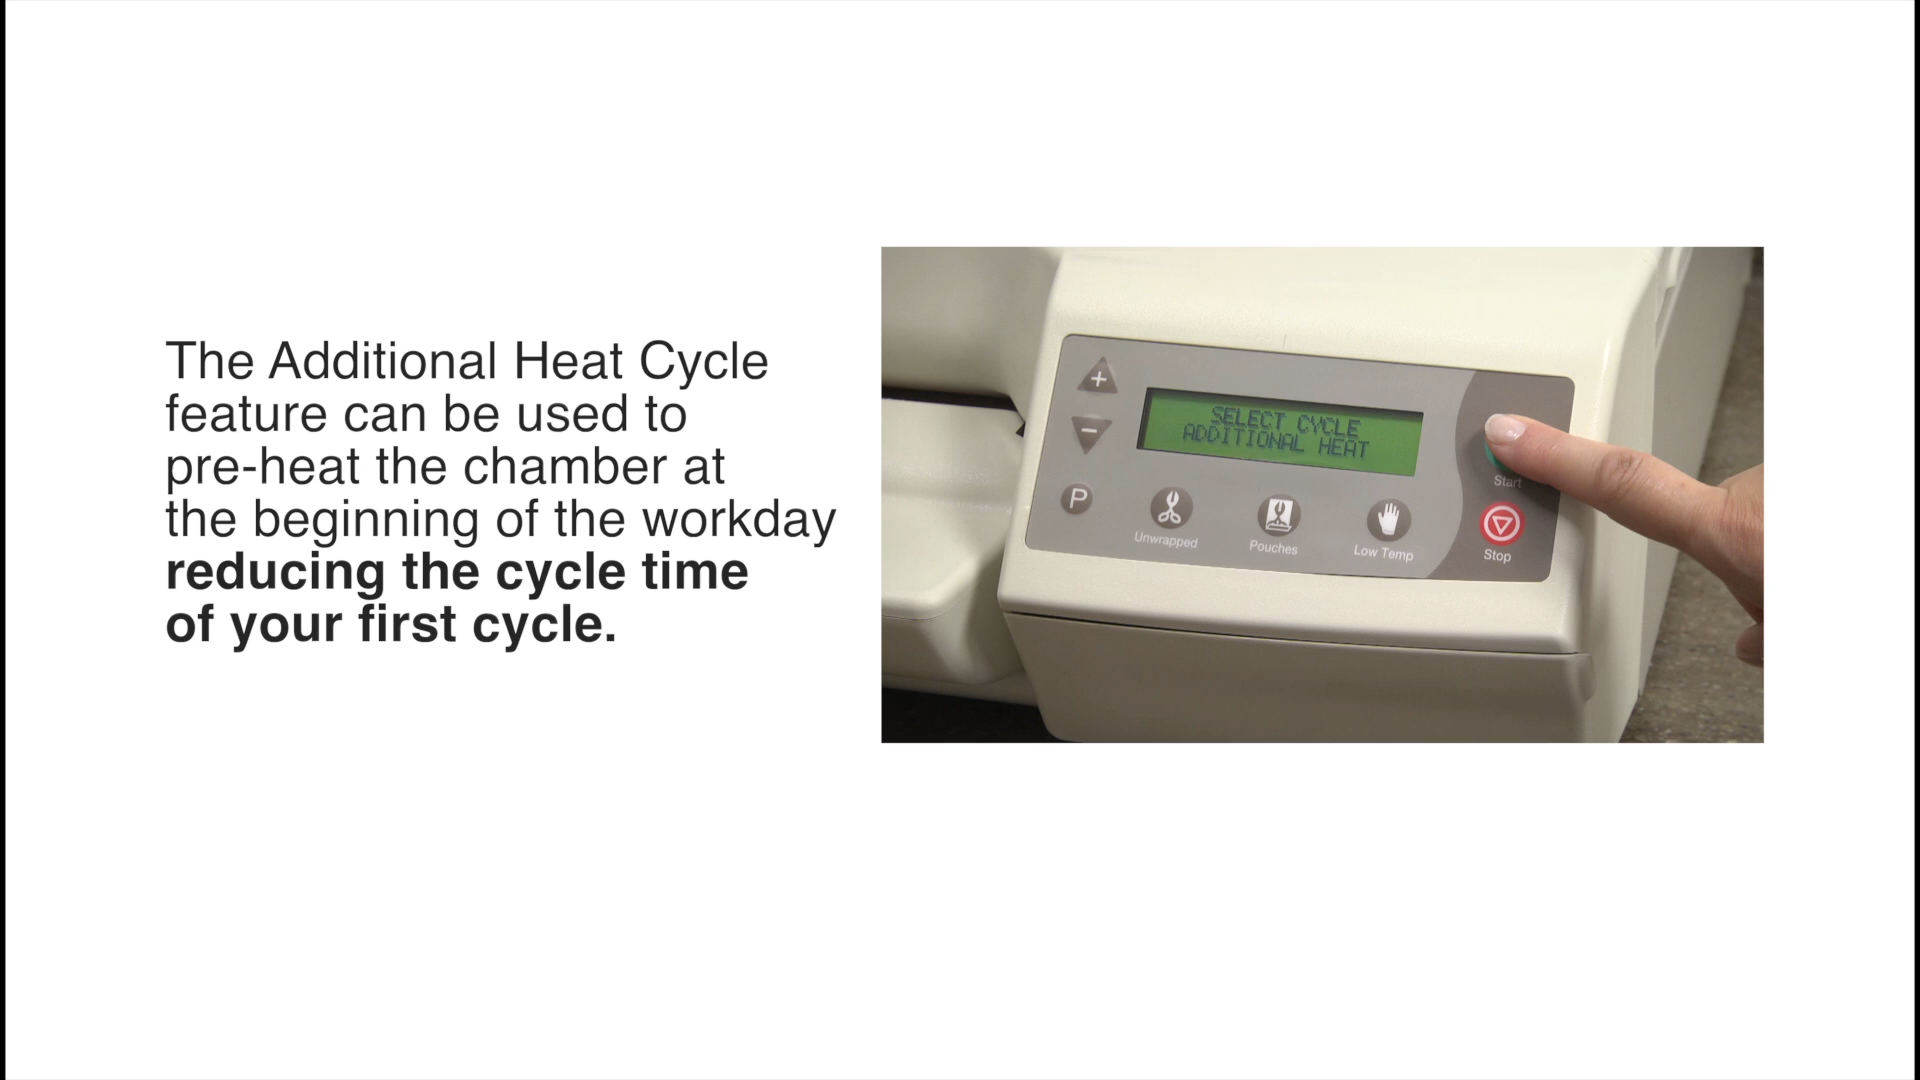 The Additional Heat Cycle
feature can be used to
pre-heat the chamber at
the beginning of the workday
reducing the cycle time
of your first cycle.
+
SELECT CYCLE
ADDITIONAL HEAT
−
P
Unwrapped
Pouches
Low Temp
Start
Stop